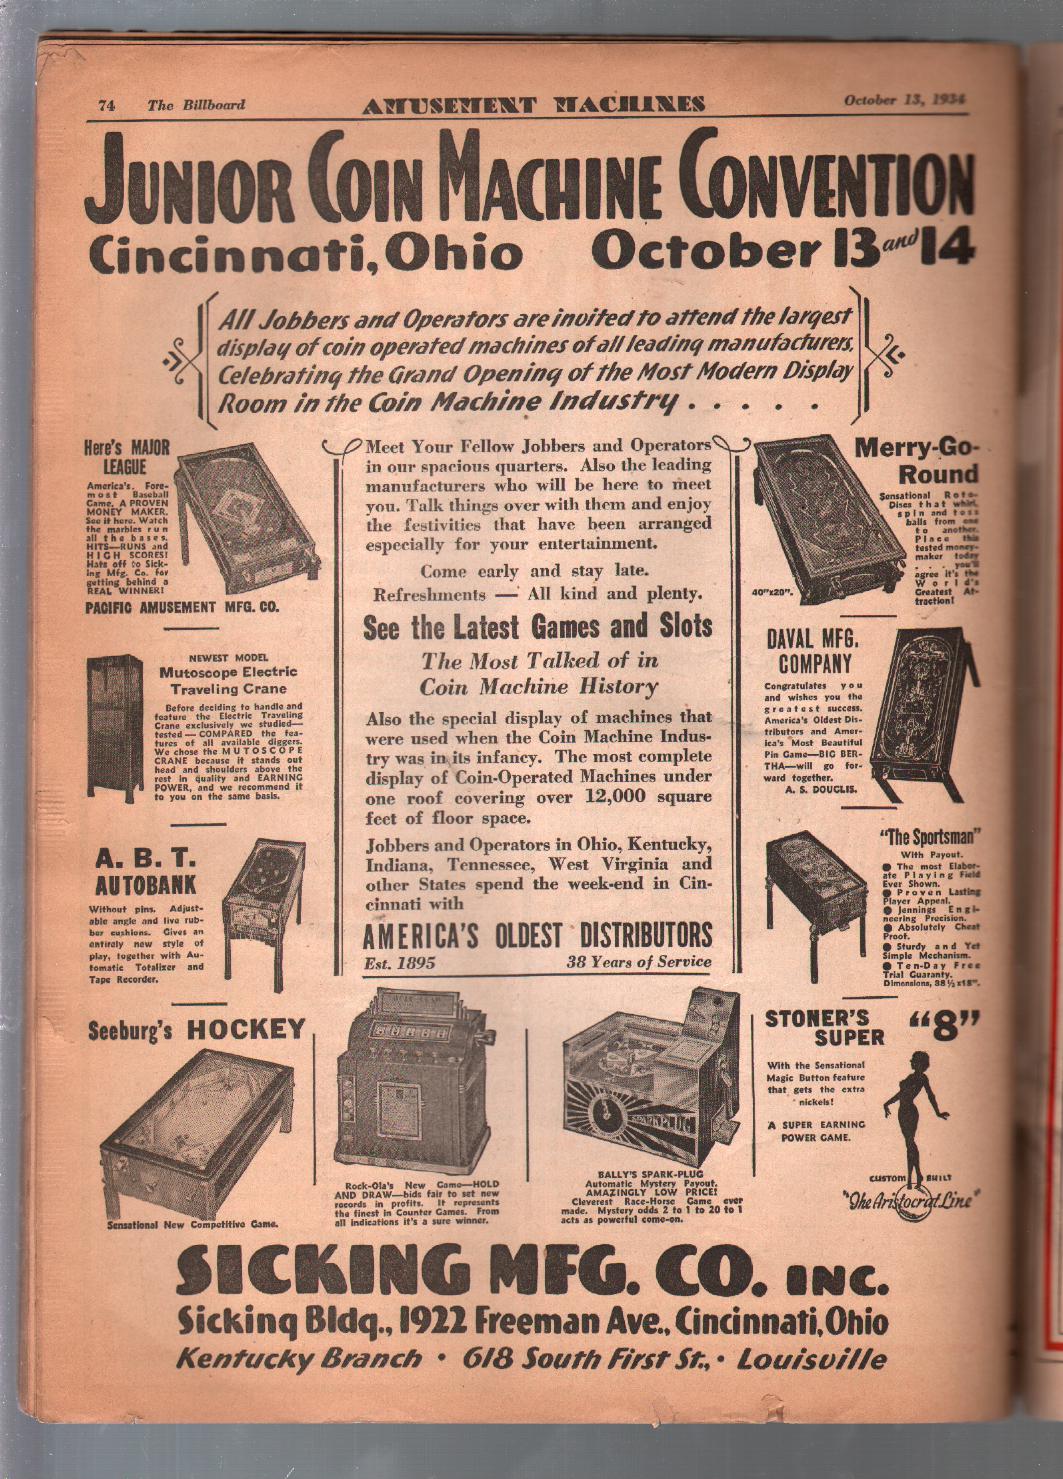 74 The Billboard AMUSEMENT MACHINES October 13, 1934
JUNIOR COIN MACHINE CONVENTION
Cincinnati, Ohio October 13 and 14
All Jobbers and Operators are invited to attend the largest
display of coin operated machines of all leading manufacturers,
Celebrating the Grand Opening of the Most Modern Display
Room in the Coin Machine Industry . . . . .
Here's MAJOR
LEAGUE
America's. Fore-
most Baseball
Game. A PROVEN
MONEY MAKER.
See it here. Watch
the marbles run
all the bases.
HITS—RUNS and
HIGH SCORES!
Hats off to Sick-
ing Mfg. Co. for
getting behind a
REAL WINNER!
PACIFIC AMUSEMENT MFG. CO.
NEWEST MODEL
Mutoscope Electric
Traveling Crane
Before deciding to handle and
feature the Electric Traveling
Crane exclusively we studied—
tested—COMPARED the fea-
tures of all available diggers.
We chose the MUTOSCOPE
CRANE because it stands out
head and shoulders above the
rest in quality and EARNING
POWER, and we recommend it
to you on the same basis.
A. B. T.
AUTOBANK
Without pins. Adjust-
able angle and live rub-
ber cushions. Gives an
entirely new style of
play, together with Au-
tomatic Totalizer and
Tape Recorder.
Meet Your Fellow Jobbers and Operators
in our spacious quarters. Also the leading
manufacturers who will be here to meet
you. Talk things over with them and enjoy
the festivities that have been arranged
especially for your entertainment.
Come early and stay late.
Refreshments — All kind and plenty.
See the Latest Games and Slots
The Most Talked of in
Coin Machine History
Also the special display of machines that
were used when the Coin Machine Indus-
try was in its infancy. The most complete
display of Coin-Operated Machines under
one roof covering over 12,000 square
feet of floor space.
Jobbers and Operators in Ohio, Kentucky,
Indiana, Tennessee, West Virginia and
other States spend the week-end in Cin-
cinnati with
AMERICA'S OLDEST DISTRIBUTORS
Est. 1895 38 Years of Service
Merry-Go-
Round
Sensational Roto-
Discs that whirl,
spin and toss
balls from one
to another.
Place this
tested money-
maker today
. . . you'll
agree it's the
World's
Greatest At-
traction!
40"x20".
DAVAL MFG.
COMPANY
Congratulates you
and wishes you the
greatest success.
America's Oldest Dis-
tributors and Amer-
ica's Most Beautiful
Pin Game—BIG BER-
THA—will go for-
ward together.
A. S. DOUGLIS.
"The Sportsman"
With Payout.
● The most Elabor-
ate Playing Field
Ever Shown.
● Proven Lasting
Player Appeal.
● Jennings Engi-
neering Precision.
● Absolutely Cheat
Proof.
● Sturdy and Yet
Simple Mechanism.
● Ten-Day Free
Trial Guaranty.
Dimensions, 38½x18".
Seeburg's HOCKEY
Sensational New Competitive Game.
Rock-Ola's New Game—HOLD
AND DRAW—bids fair to set new
records in profits. It represents
the finest in Counter Games. From
all indications it's a sure winner.
SPARK PLUG
BALLY'S SPARK-PLUG
Automatic Mystery Payout.
AMAZINGLY LOW PRICE!
Cleverest Race-Horse Game ever
made. Mystery odds 2 to 1 to 20 to 1
acts as powerful come-on.
STONER'S
SUPER "8"
With the Sensational
Magic Button feature
that gets the extra
nickels!
A SUPER EARNING
POWER GAME.
CUSTOM BUILT
"The Aristocrat Line"
SICKING MFG. CO. INC.
Sicking Bldg., 1922 Freeman Ave., Cincinnati, Ohio
Kentucky Branch • 618 South First St., • Louisville